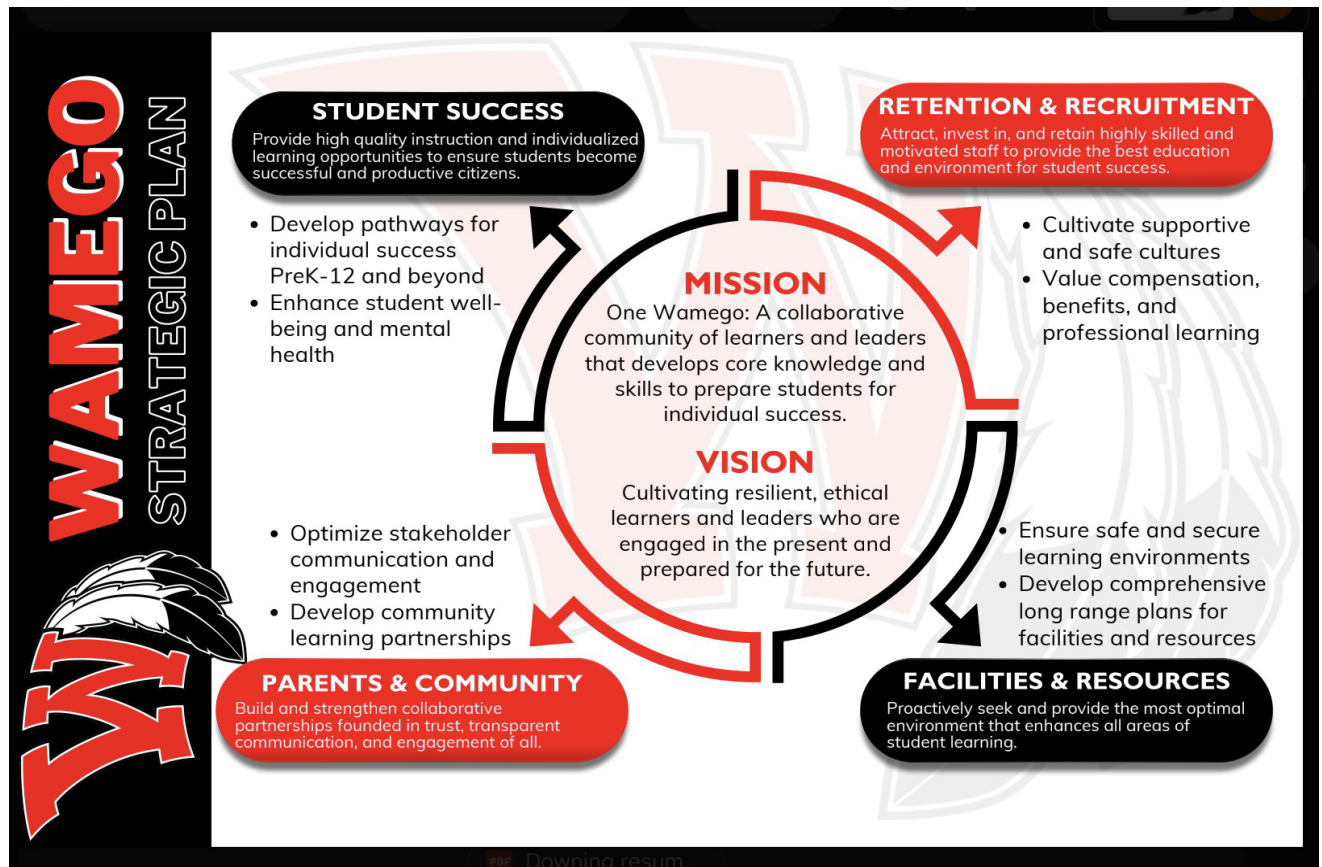 WAMEGO
STRATEGIC PLAN
W
STUDENT SUCCESS
Provide high quality instruction and individualized
learning opportunities to ensure students become
successful and productive citizens.
• Develop pathways for
individual success
PreK-12 and beyond
• Enhance student well-
being and mental
health
RETENTION & RECRUITMENT
Attract, invest in, and retain highly skilled and
motivated staff to provide the best education
and environment for student success.
• Cultivate supportive
and safe cultures
• Value compensation,
benefits, and
professional learning
MISSION
One Wamego: A collaborative
community of learners and leaders
that develops core knowledge and
skills to prepare students for
individual success.
VISION
Cultivating resilient, ethical
learners and leaders who are
engaged in the present and
prepared for the future.
• Optimize stakeholder
communication and
engagement
• Develop community
learning partnerships
PARENTS & COMMUNITY
Build and strengthen collaborative
partnerships founded in trust, transparent
communication, and engagement of all.
• Ensure safe and secure
learning environments
• Develop comprehensive
long range plans for
facilities and resources
FACILITIES & RESOURCES
Proactively seek and provide the most optimal
environment that enhances all areas of
student learning.
PDF Downing resum...